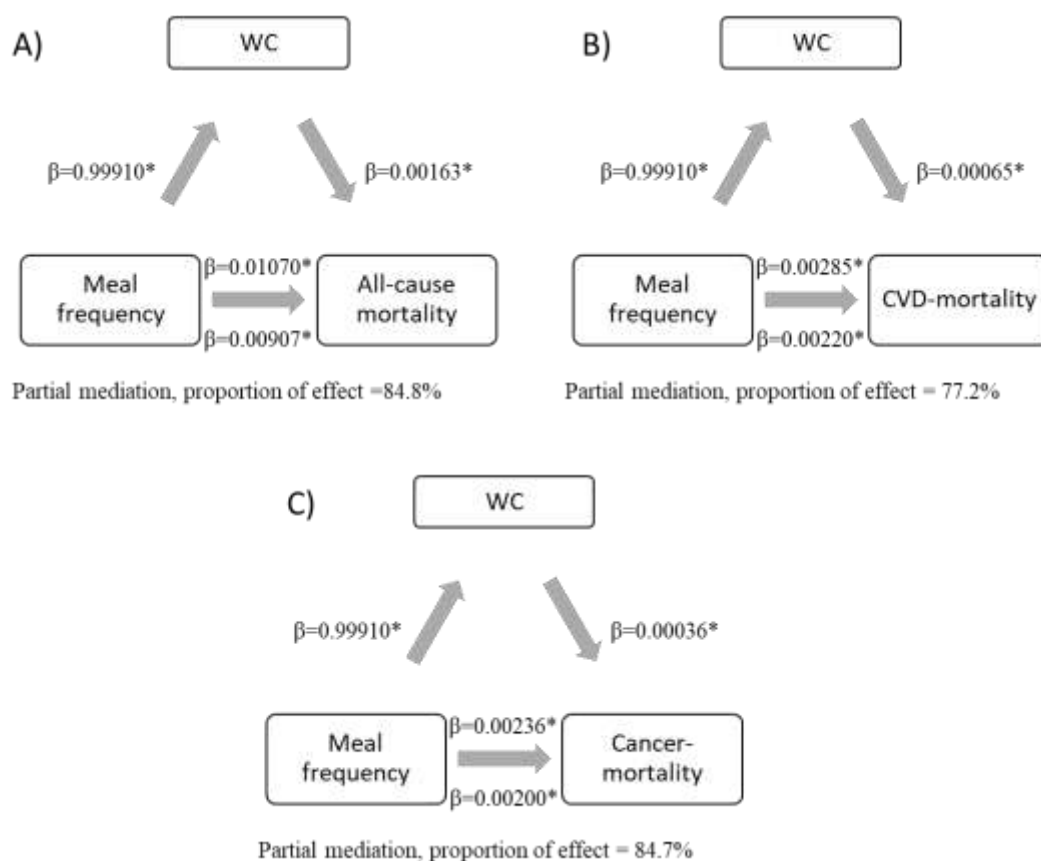 A)
WC
β=0.99910*
β=0.00163*
Meal
frequency
β=0.01070*
β=0.00907*
All-cause
mortality
Partial mediation, proportion of effect =84.8%
B)
WC
β=0.99910*
β=0.00065*
Meal
frequency
β=0.00285*
β=0.00220*
CVD-mortality
Partial mediation, proportion of effect = 77.2%
C)
WC
β=0.99910*
β=0.00036*
Meal
frequency
β=0.00236*
β=0.00200*
Cancer-
mortality
Partial mediation, proportion of effect = 84.7%